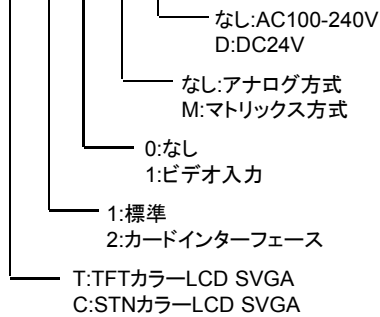 なし:AC100-240V
D:DC24V
なし:アナログ方式
M:マトリックス方式
0:なし
1:ビデオ入力
1:標準
2:カードインターフェース
T:TFTカラーLCD SVGA
C:STNカラーLCD SVGA